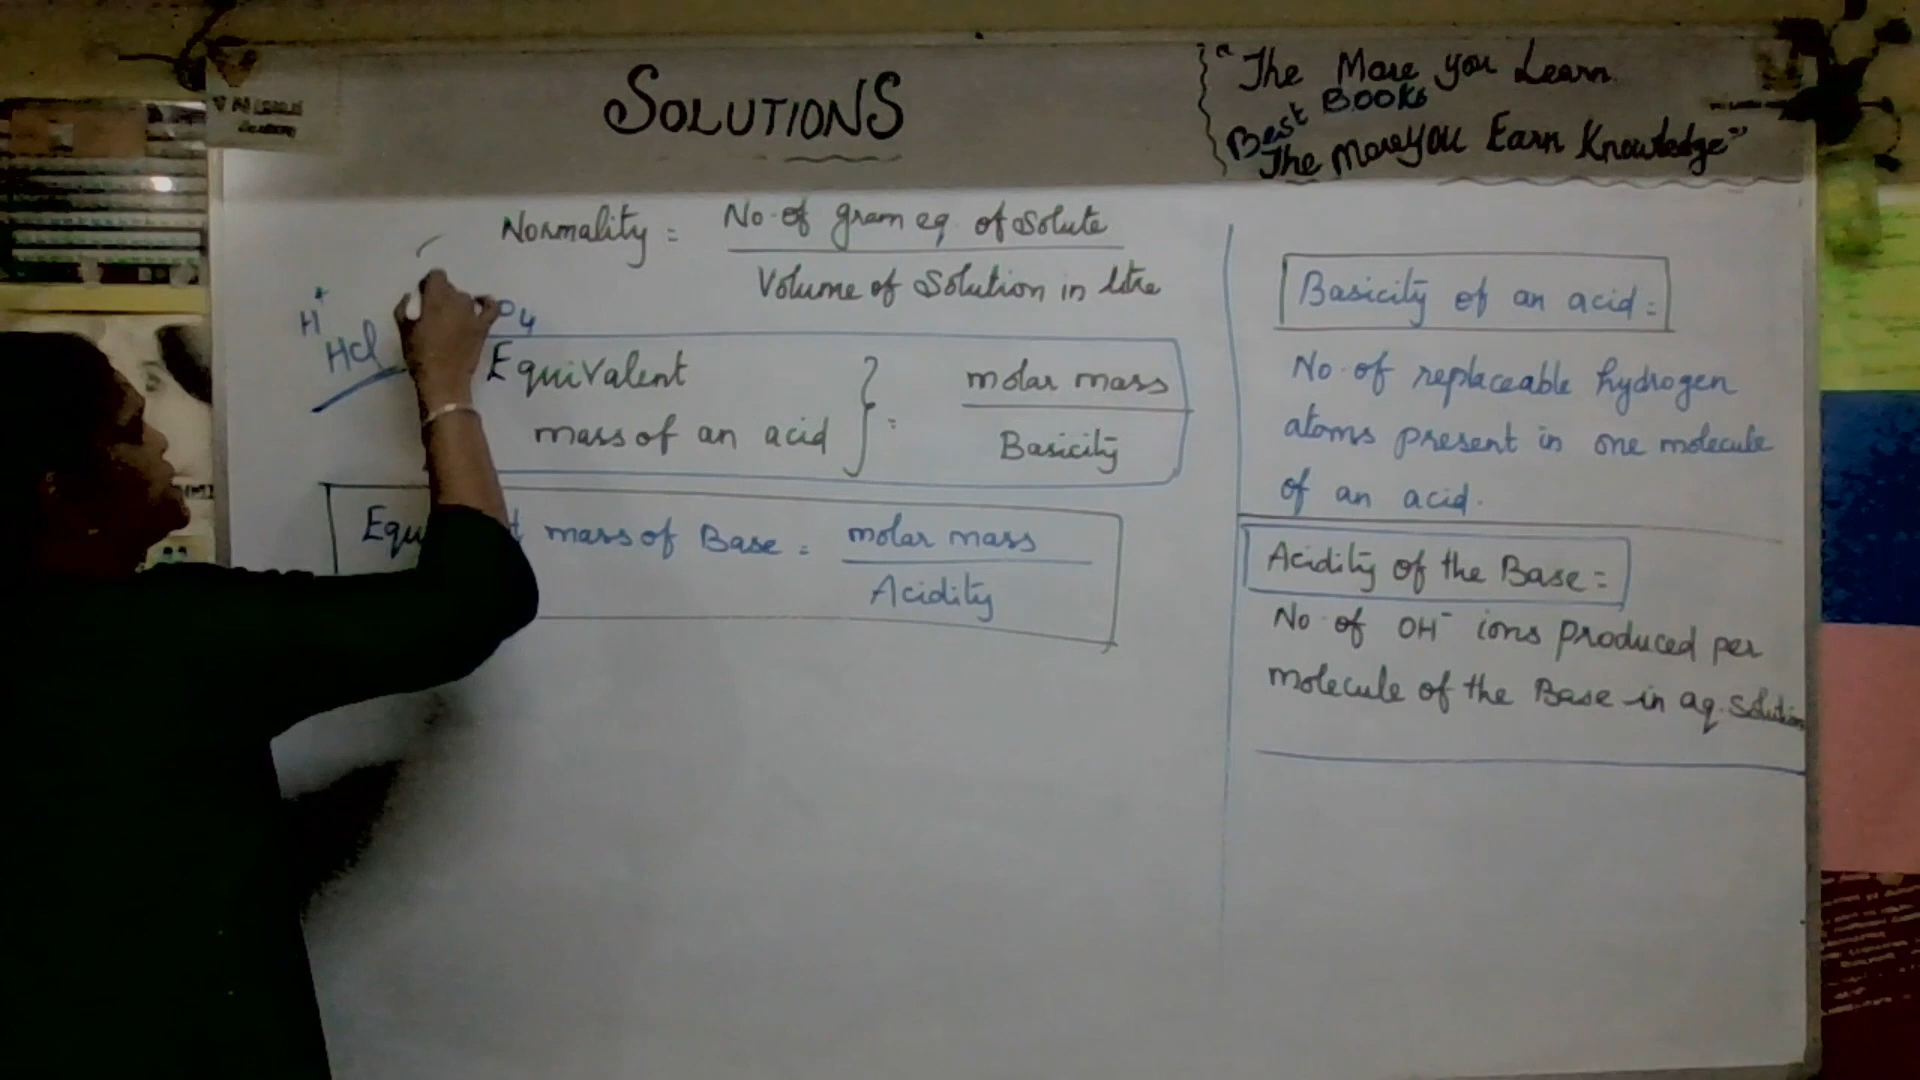 SOLUTIONS
"The More you Learn
Best BOOKS
The More YOU Earn Knowledge"
Normality = No. of gram eq. of Solute
Volume of Solution in litre
H⁺
HCl
O4
Equivalent
mass of an acid } = molar mass
Basicity
Equ t mass of Base = molar mass
Acidity
Basicity of an acid =
No. of replaceable hydrogen
atoms present in one molecule
of an acid.
Acidity of the Base =
No. of OH⁻ ions produced per
molecule of the Base in aq. Solution